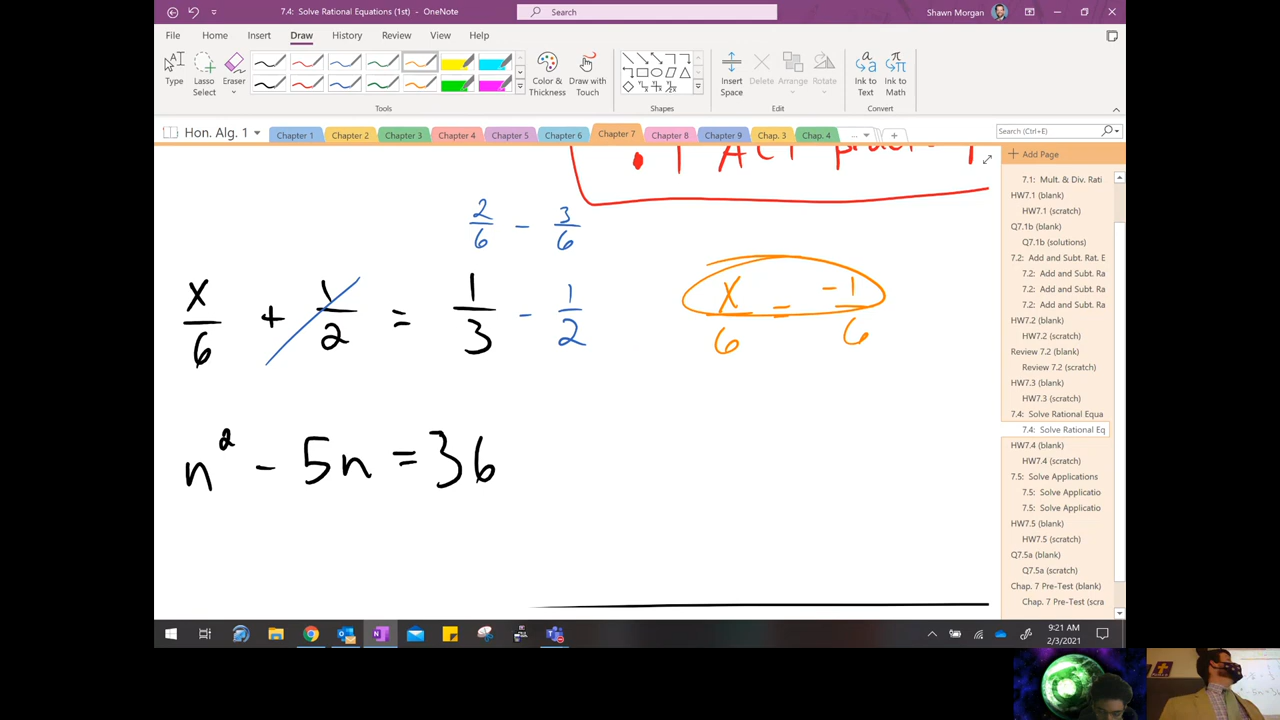 7.4: Solve Rational Equations (1st) - OneNote
Search
Shawn Morgan
File Home Insert Draw History Review View Help
Type
Lasso Select
Eraser
Color & Thickness
Draw with Touch
Insert Space
Delete
Arrange
Rotate
Ink to Text
Ink to Math
Tools
Shapes
Edit
Convert
Hon. Alg. 1
Chapter 1 Chapter 2 Chapter 3 Chapter 4 Chapter 5 Chapter 6 Chapter 7 Chapter 8 Chapter 9 Chap. 3 Chap. 4 ...
Search (Ctrl+E)
Add Page
7.1: Mult. & Div. Rati
HW7.1 (blank)
HW7.1 (scratch)
Q7.1b (blank)
Q7.1b (solutions)
7.2: Add and Subt. Rat. E
7.2: Add and Subt. Ra
7.2: Add and Subt. Ra
7.2: Add and Subt. Ra
HW7.2 (blank)
HW7.2 (scratch)
Review 7.2 (blank)
Review 7.2 (scratch)
HW7.3 (blank)
HW7.3 (scratch)
7.4: Solve Rational Equa
7.4: Solve Rational Eq
HW7.4 (blank)
HW7.4 (scratch)
7.5: Solve Applications
7.5: Solve Applicatio
7.5: Solve Applicatio
HW7.5 (blank)
HW7.5 (scratch)
Q7.5a (blank)
Q7.5a (scratch)
Chap. 7 Pre-Test (blank)
Chap. 7 Pre-Test (scra
2/6 - 3/6
x/6 + 1/2 = 1/3 - 1/2
x/6 = -1/6
n² - 5n = 36
9:21 AM
2/3/2021